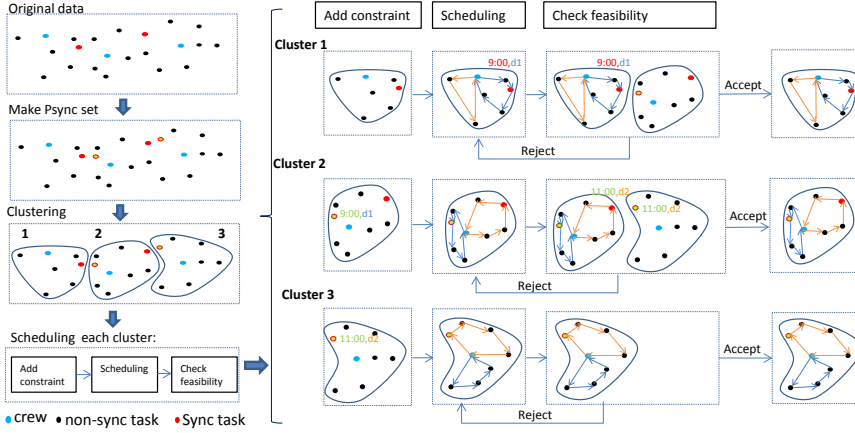 Original data
Make Psync set
Clustering
1
2
3
Scheduling each cluster:
Add constraint
Scheduling
Check feasibility
crew
non-sync task
Sync task
Add constraint
Scheduling
Check feasibility
Cluster 1
9:00,d1
9:00,d1
Accept
Reject
Cluster 2
9:00,d1
11:00,d2
11:00,d2
Accept
Reject
Cluster 3
11:00,d2
Accept
Reject